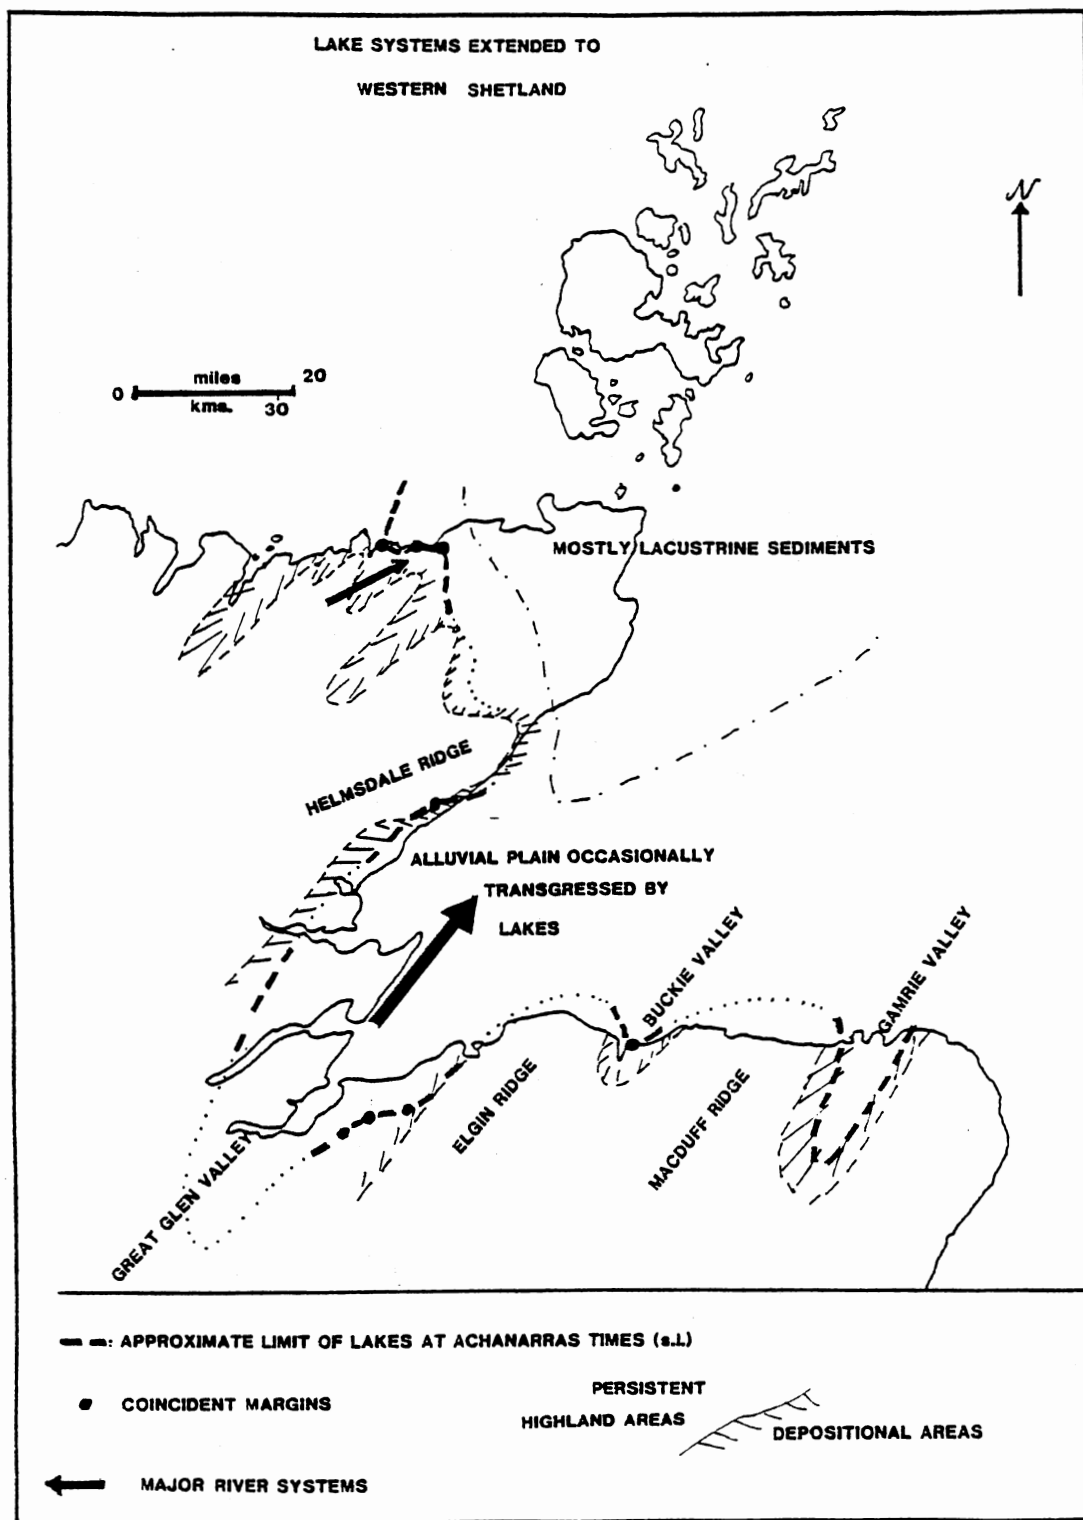 LAKE SYSTEMS EXTENDED TO
WESTERN SHETLAND
N
miles
0
20
kms.
30
MOSTLY LACUSTRINE SEDIMENTS
HELMSDALE RIDGE
ALLUVIAL PLAIN OCCASIONALLY
TRANSGRESSED BY
LAKES
BUCKIE VALLEY
GAMRIE VALLEY
ELGIN RIDGE
MACDUFF RIDGE
GREAT GLEN VALLEY
: APPROXIMATE LIMIT OF LAKES AT ACHANARRAS TIMES (s.l.)
COINCIDENT MARGINS
PERSISTENT
HIGHLAND AREAS
DEPOSITIONAL AREAS
MAJOR RIVER SYSTEMS